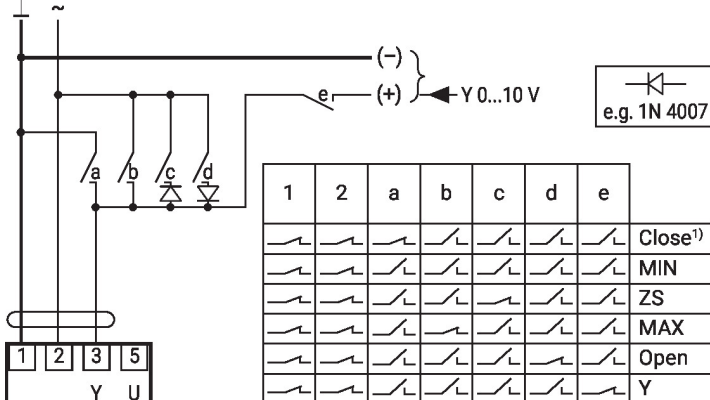 ~
(–)
e (+) Y 0...10 V
e.g. 1N 4007
a b c d
1 2 a b c d e
Close1)
MIN
ZS
MAX
Open
Y
1 2 3 5
Y U